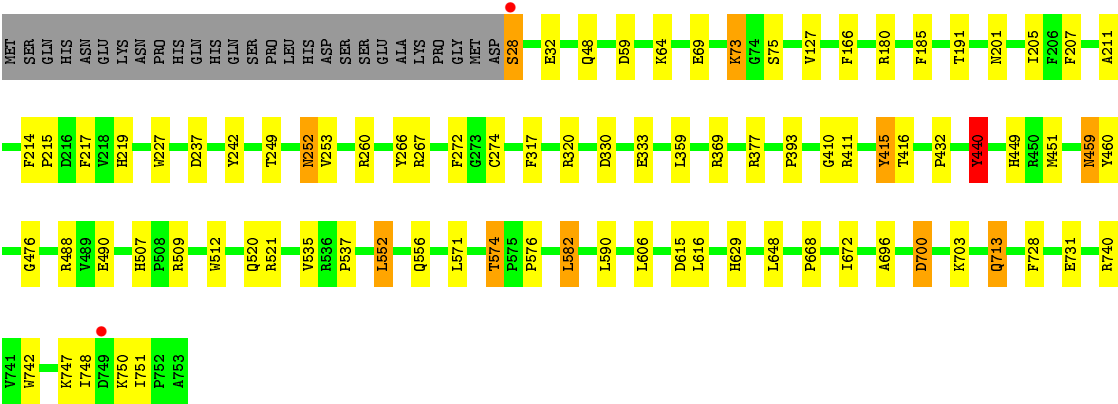 MET SER GLN HIS ASN GLU LYS ASN PRO HIS GLN HIS GLN SER PRO LEU HIS ASP SER SER GLU ALA LYS PRO GLY MET ASP S28 E32 Q48 D59 K64 E69 K73 G74 S75 V127 F166 R180 F185 T191 N201 I205 F206 F207 A211
F214 P215 D216 F217 V218 H219 W227 D237 Y242 T249 N252 V253 R260 Y266 R267 F272 G273 C274 F317 R320 D330 E333 L359 R369 R377 P393 G410 R411 Y415 T416 P432 Y440 H449 R450 M451 N459 Y460
G476 R488 V489 E490 H507 P508 R509 W512 Q520 R521 V535 R536 P537 L552 Q556 L571 T574 P575 P576 L582 L590 L606 D615 L616 H629 L648 P668 I672 A696 D700 K703 Q713 F728 E731 R740
V741 W742 K747 I748 D749 K750 I751 P752 A753